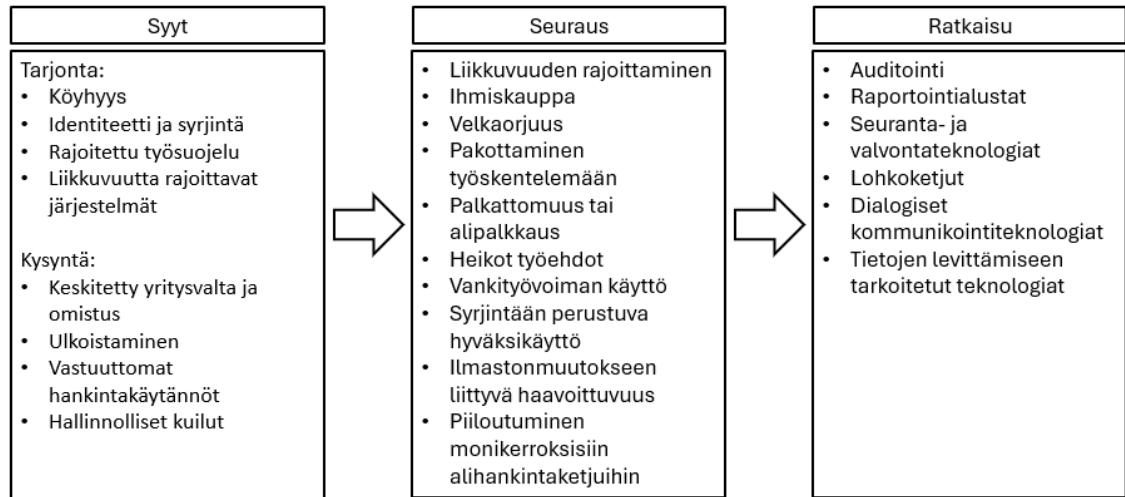 Syyt
Tarjonta:
• Köyhyys
• Identiteetti ja syrjintä
• Rajoitettu työsuojelu
• Liikkuvuutta rajoittavat
järjestelmät
Kysyntä:
• Keskitetty yritysvalta ja
omistus
• Ulkoistaminen
• Vastuuttomat
hankintakäytännöt
• Hallinnolliset kuilut
Seuraus
• Liikkuvuuden rajoittaminen
• Ihmiskauppa
• Velkaorjuus
• Pakottaminen
työskentelemään
• Palkattomuus tai
alipalkkaus
• Heikot työehdot
• Vankityövoiman käyttö
• Syrjintään perustuva
hyväksikäyttö
• Ilmastonmuutokseen
liittyvä haavoittuvuus
• Piiloutuminen
monikerroksisiin
alihankintaketjuihin
Ratkaisu
• Auditointi
• Raportointialustat
• Seuranta- ja
valvontateknologiat
• Lohkoketjut
• Dialogiset
kommunikointiteknologiat
• Tietojen levittämiseen
tarkoitetut teknologiat